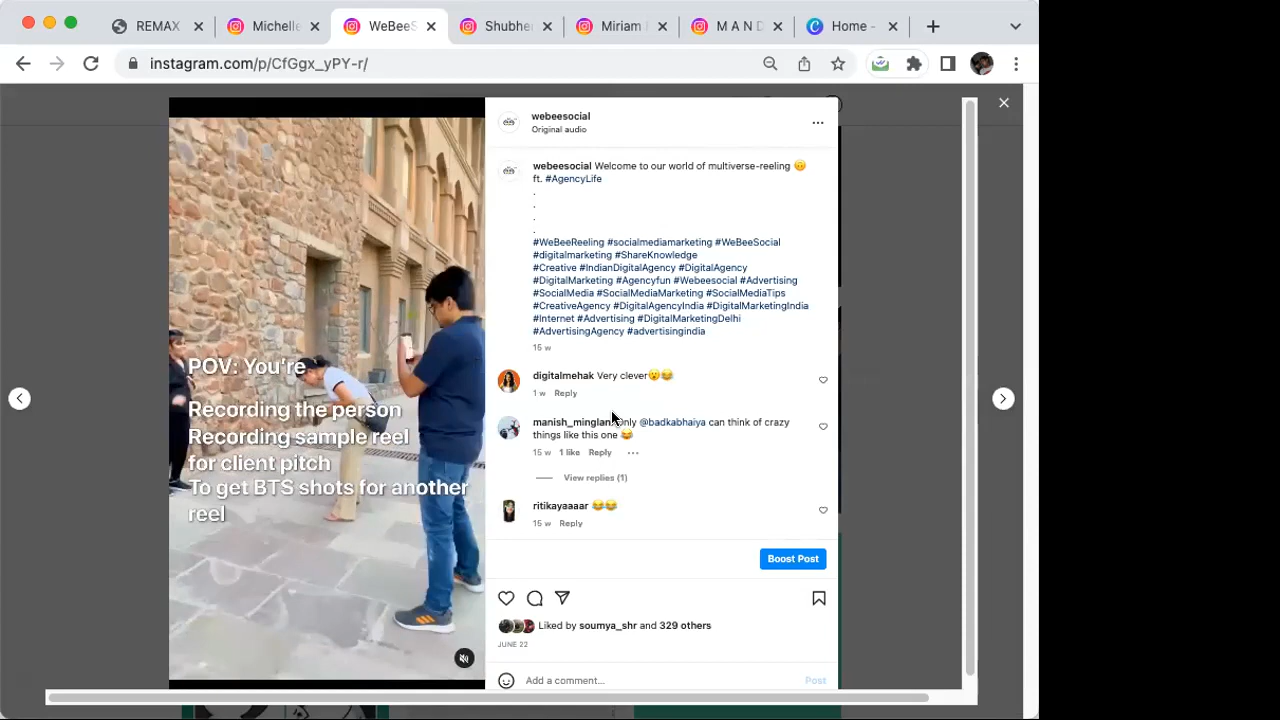 REMAX
Michelle
WeBeeS
Shubhe
Miriam
M A N D
Home -
instagram.com/p/CfGgx_yPY-r/
webeesocial
Original audio
webeesocial Welcome to our world of multiverse-reeling 🙃
ft. #AgencyLife
.
.
.
.
#WeBeeReeling #socialmediamarketing #WeBeeSocial
#digitalmarketing #ShareKnowledge
#Creative #IndianDigitalAgency #DigitalAgency
#DigitalMarketing #Agencyfun #Webeesocial #Advertising
#SocialMedia #SocialMediaMarketing #SocialMediaTips
#CreativeAgency #DigitalAgencyIndia #DigitalMarketingIndia
#Internet #Advertising #DigitalMarketingDelhi
#AdvertisingAgency #advertisingindia
15 w
digitalmehak Very clever😮😂
1 w Reply
only @badkabhaiya can think of crazy
things like this one 😂
15 w 1 like Reply ...
View replies (1)
ritikayaaaar 😂😂
15 w Reply
Boost Post
Liked by soumya_shr and 329 others
JUNE 22
Add a comment...
Post
POV: You're
Recording the person
Recording sample reel
for client pitch
To get BTS shots for another
reel